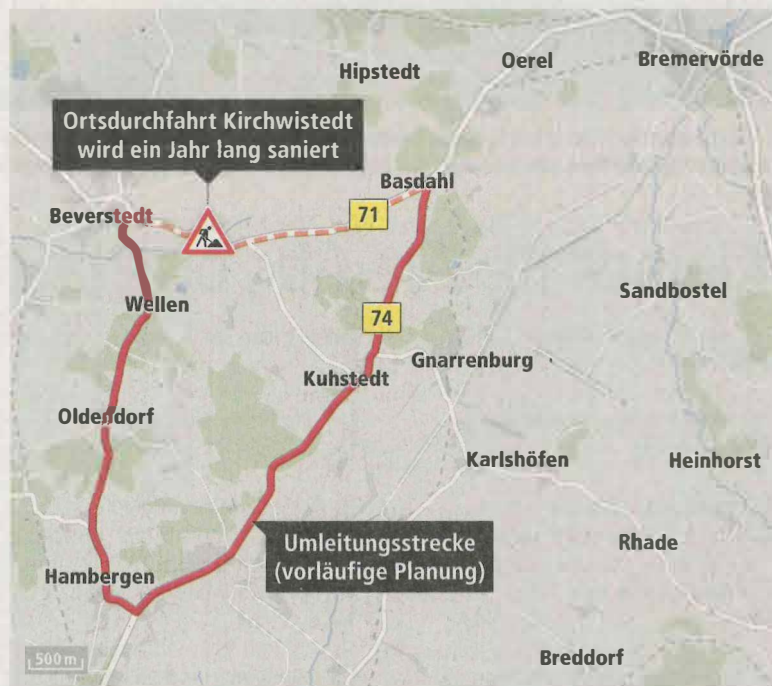 Oerel
Bremervörde
Hipstedt
Ortsdurchfahrt Kirchwistedt
wird ein Jahr lang saniert
Basdahl
Beverstedt
71
Wellen
Sandbostel
74
Gnarrenburg
Kuhstedt
Oldendorf
Karlshöfen
Heinhorst
Umleitungsstrecke
(vorläufige Planung)
Rhade
Hambergen
500 m
Breddorf